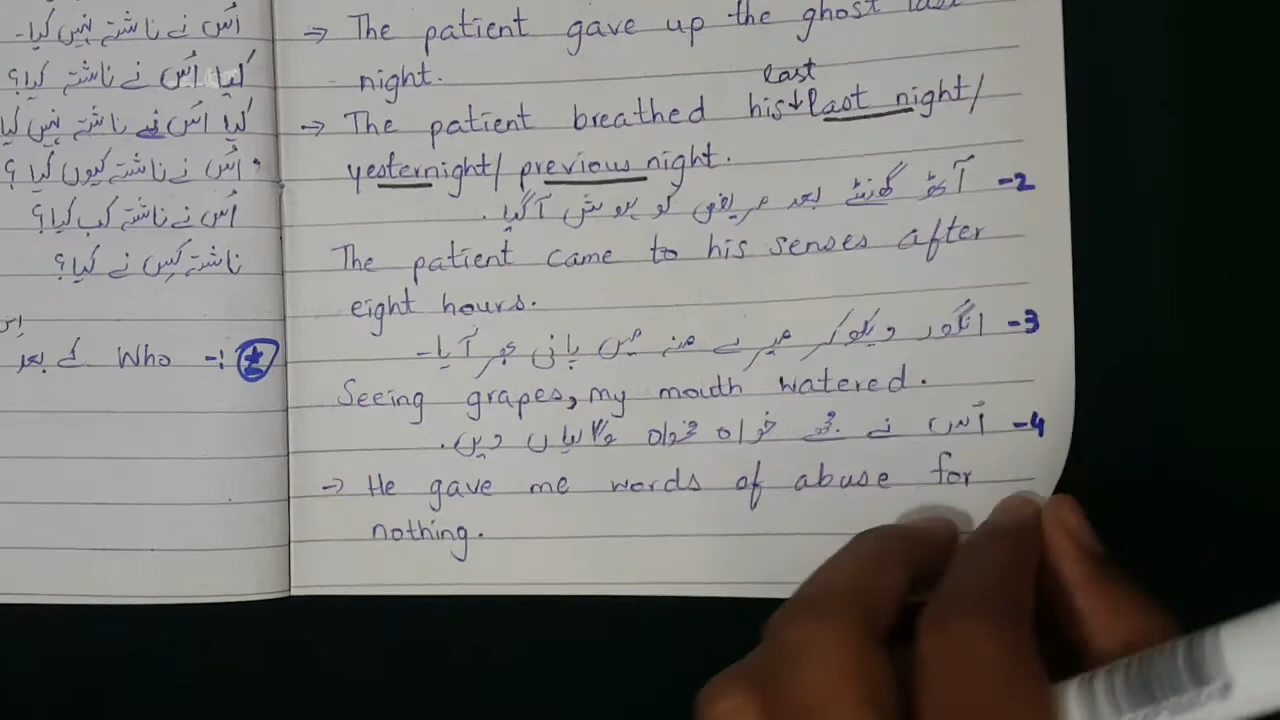 اُس نے ناشتہ نہیں کیا۔
کیا اُس نے ناشتہ کیا؟
کیا اُس نے ناشتہ نہیں کیا
اُس نے ناشتہ کیوں کیا؟
اُس نے ناشتہ کب کیا؟
ناشتہ کِس نے کیا؟
اِس
:- Who کے بعد
→ The patient gave up the ghost last
night.
last
→ The patient breathed his↓last night/
yesternight/ previous night.
2- آٹھ گھنٹے بعد مریض کو ہوش آ گیا.
The patient came to his senses after
eight hours.
3- انگور دیکھ کر میرے منہ میں پانی بھر آیا۔
Seeing grapes, my mouth watered.
4- اُس نے مجھے خواہ مخواہ گالیاں دیں.
→ He gave me words of abuse for
nothing.